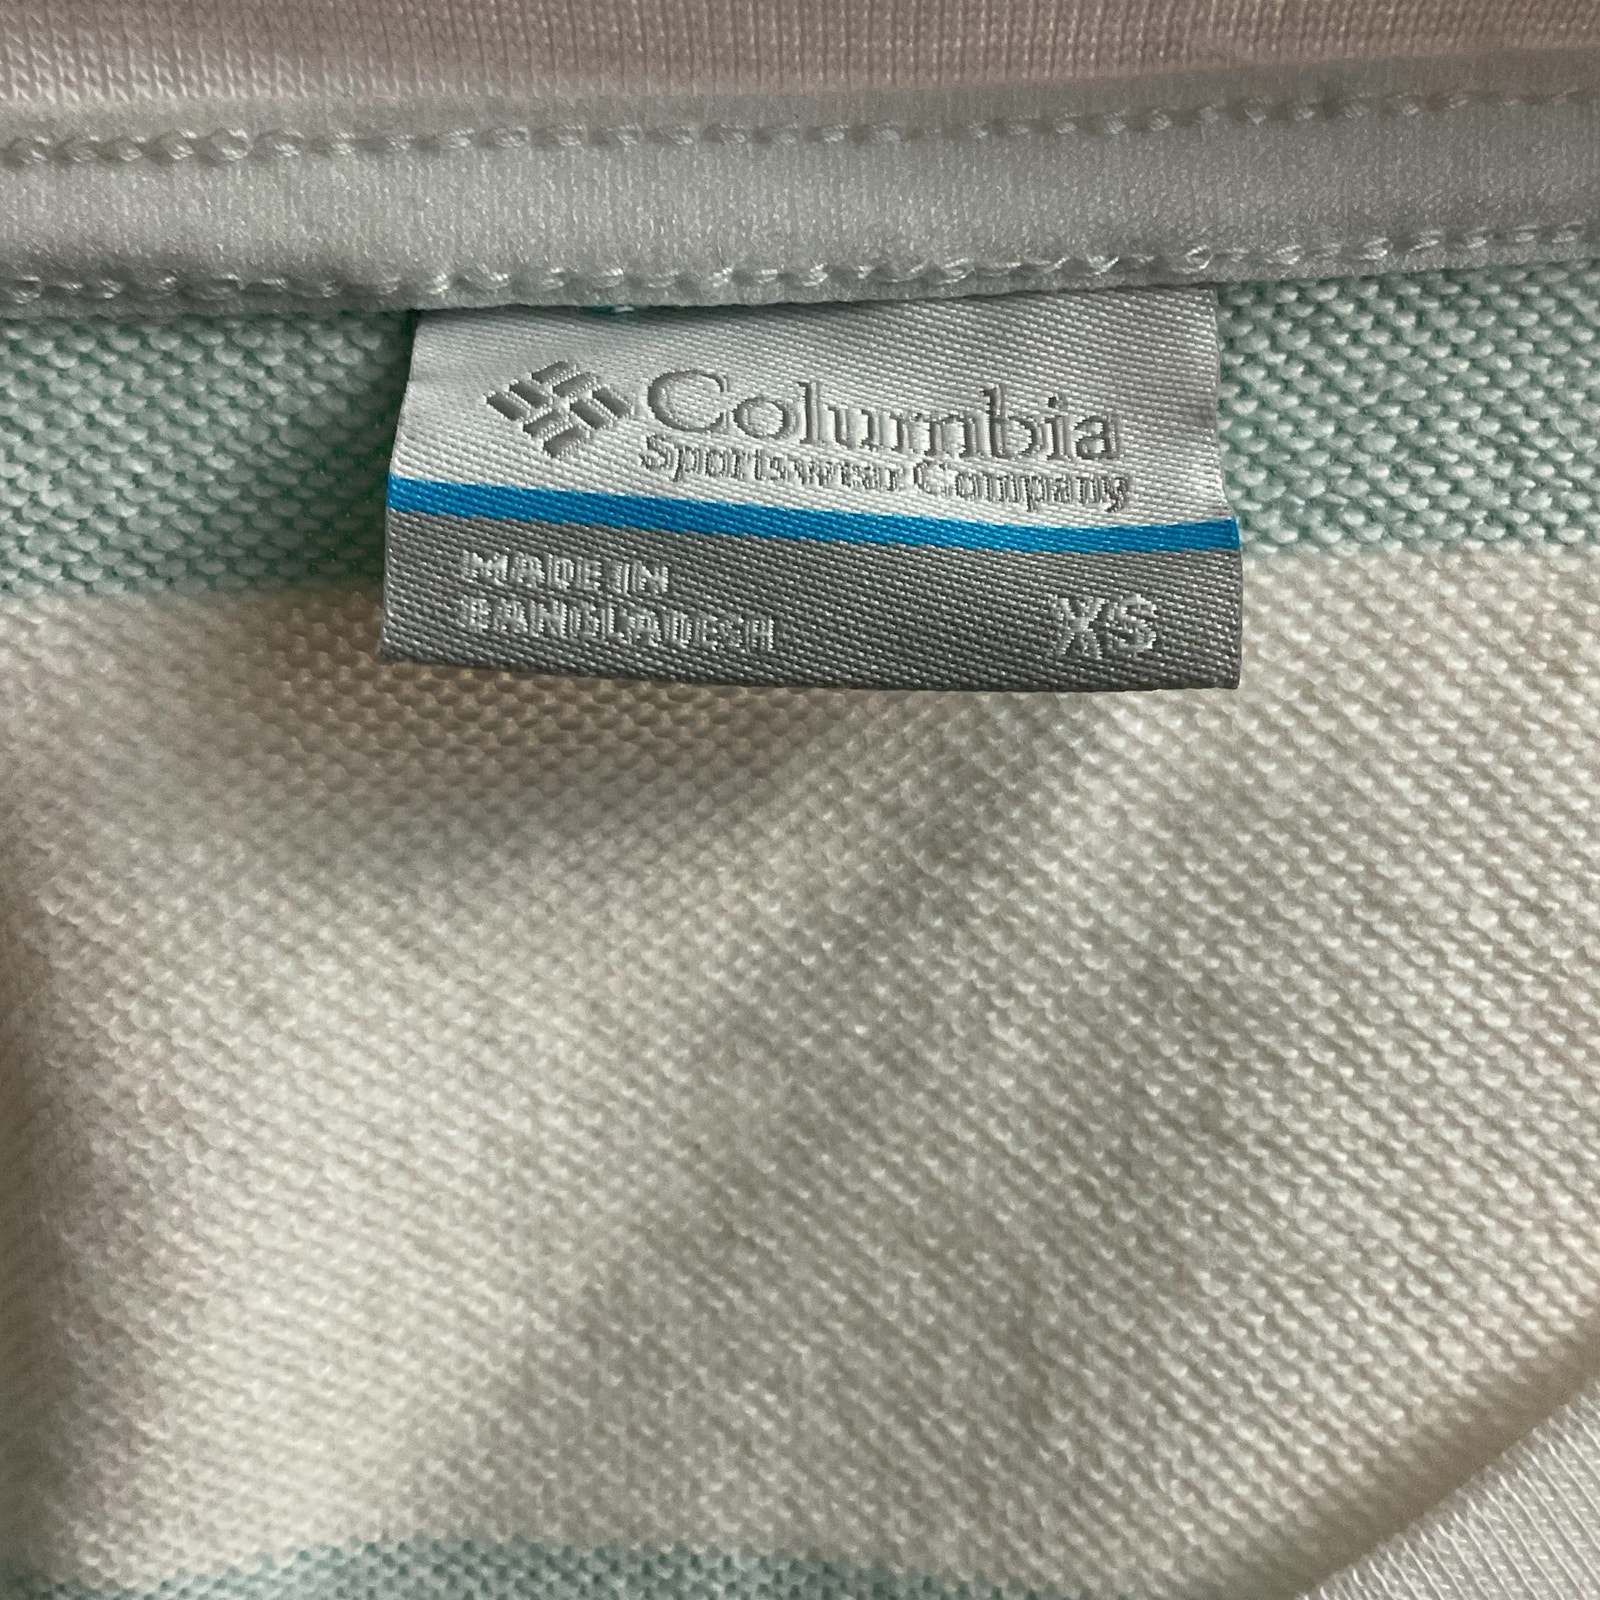 Columbia
Sportswear Company
MADE IN
BANGLADESH
XS